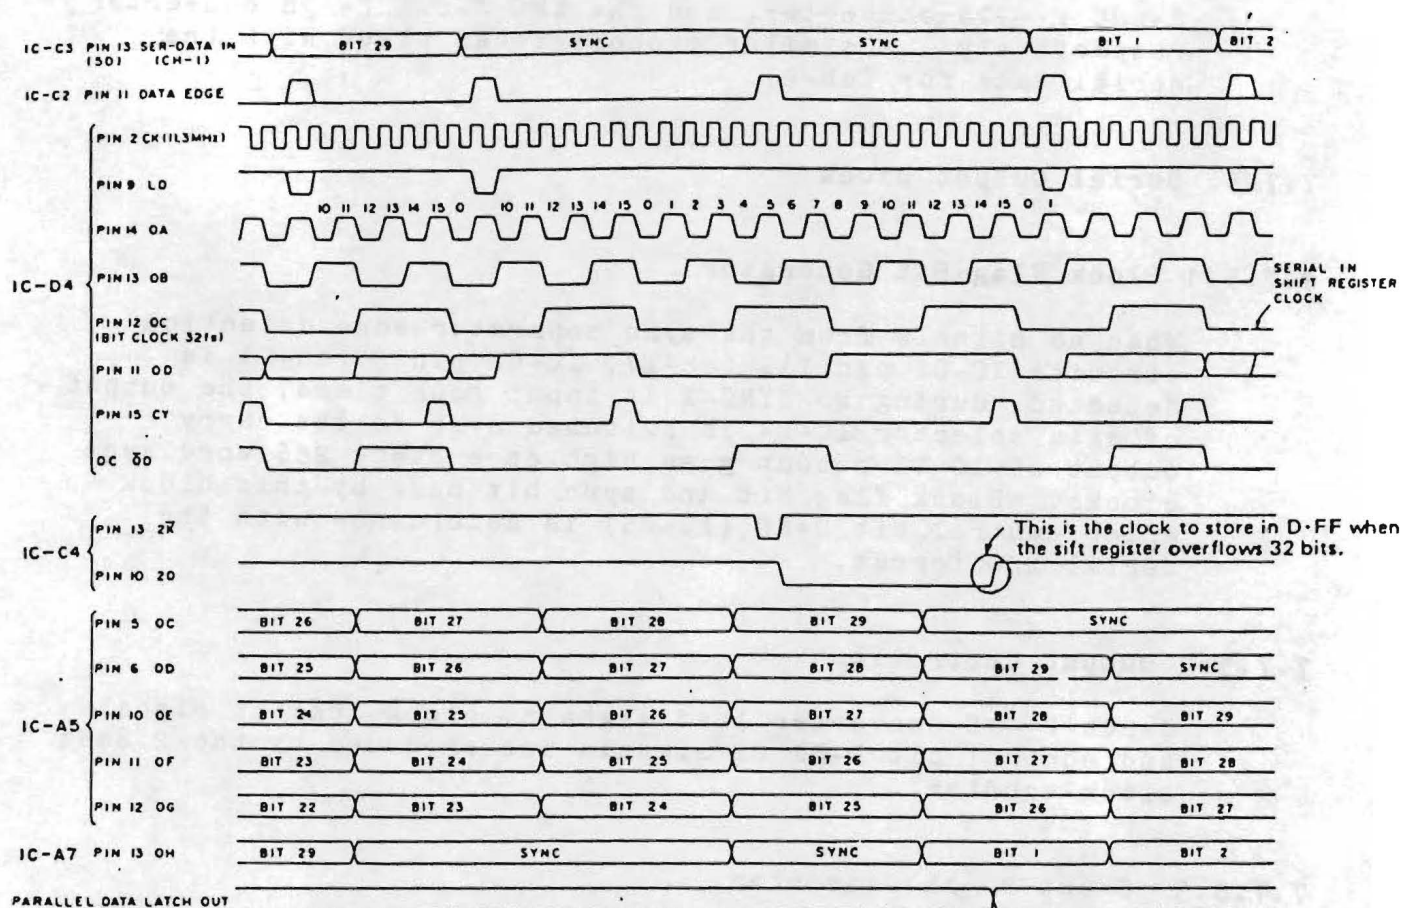 IC-C3 PIN 13 SER-DATA IN
(SO) (CH-1)
BIT 29 SYNC SYNC BIT 1 BIT 2
IC-C2 PIN 11 DATA EDGE
PIN 2 CK(11.3MHz)
PIN 9 LD
10 11 12 13 14 15 0 10 11 12 13 14 15 0 1 2 3 4 5 6 7 8 9 10 11 12 13 14 15 0 1
PIN 14 OA
IC-D4
PIN 13 OB
SERIAL IN
SHIFT REGISTER
CLOCK
PIN 12 OC
(BIT CLOCK 32fs)
PIN 11 OD
PIN 15 CY
OC O̅D
IC-C4
PIN 13 2R̅
This is the clock to store in D·FF when
the sift register overflows 32 bits.
PIN 10 2Q
IC-A5
PIN 5 OC BIT 26 BIT 27 BIT 28 BIT 29 SYNC
PIN 6 OD BIT 25 BIT 26 BIT 27 BIT 28 BIT 29 SYNC
PIN 10 OE BIT 24 BIT 25 BIT 26 BIT 27 BIT 28 BIT 29
PIN 11 OF BIT 23 BIT 24 BIT 25 BIT 26 BIT 27 BIT 28
PIN 12 OG BIT 22 BIT 23 BIT 24 BIT 25 BIT 26 BIT 27
IC-A7 PIN 13 OH BIT 29 SYNC SYNC BIT 1 BIT 2
PARALLEL DATA LATCH OUT